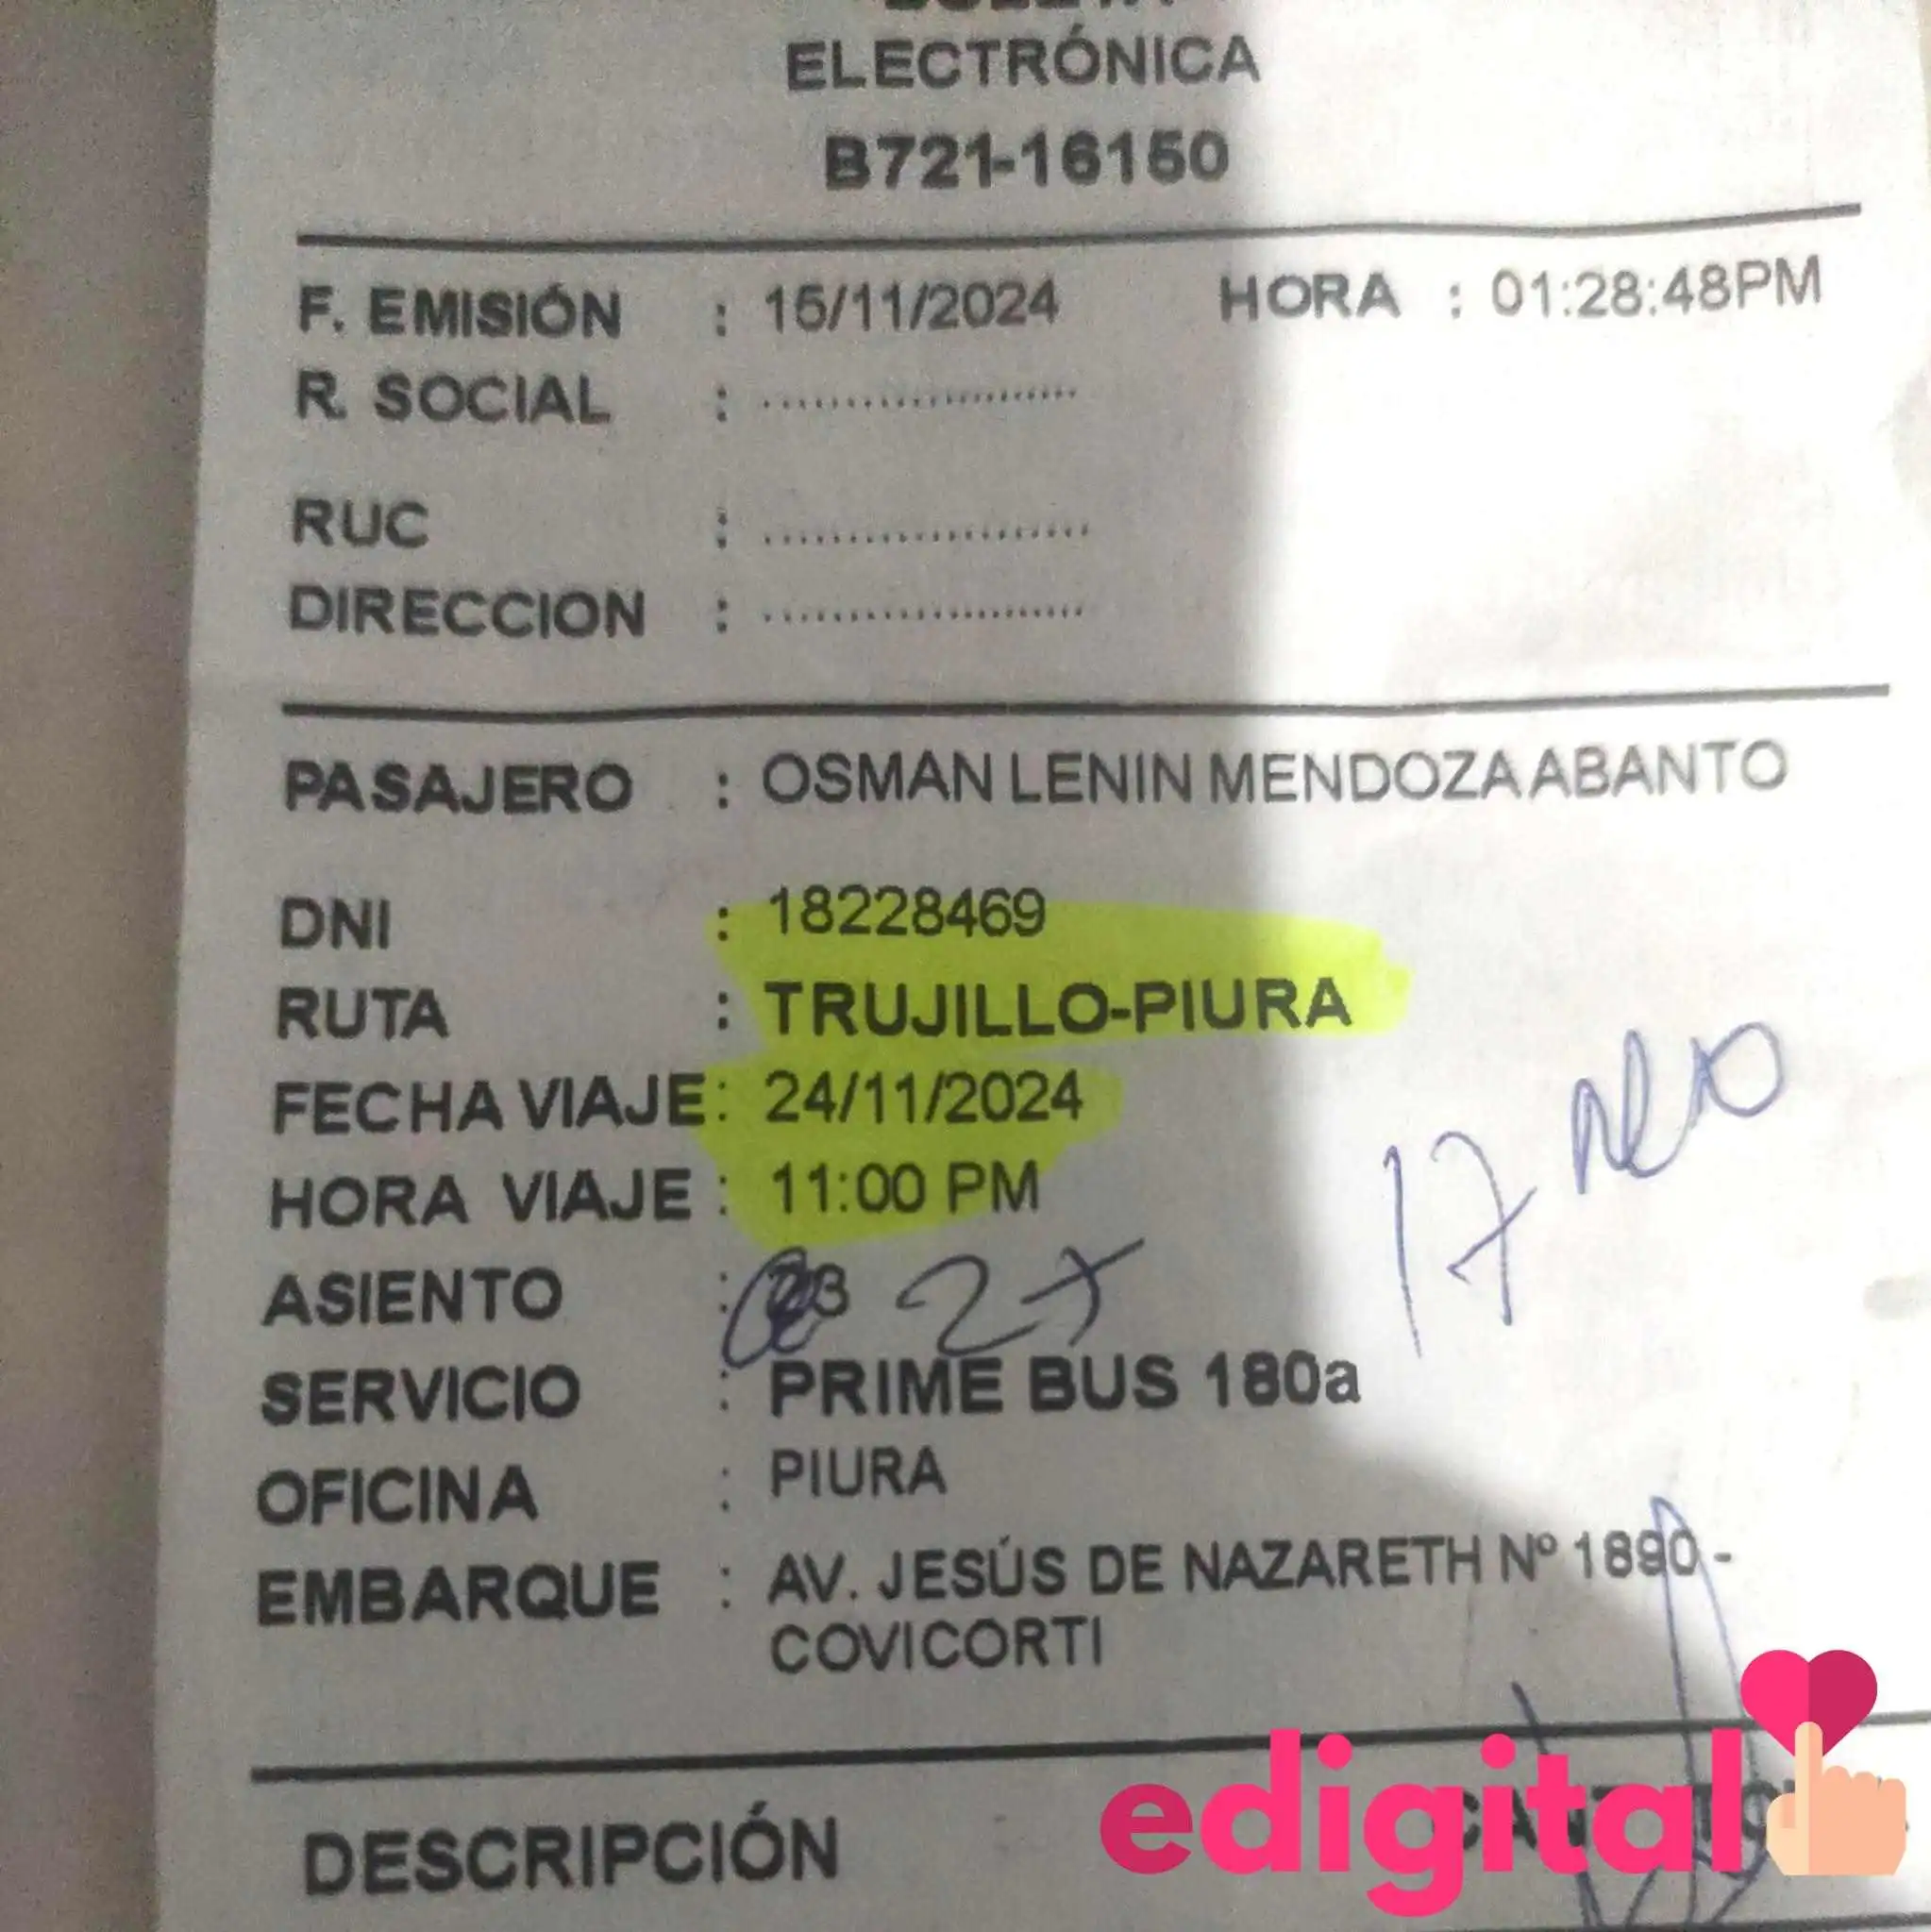 ELECTRÓNICA
B721-16150
F. EMISIÓN : 15/11/2024 HORA : 01:28:48PM
R. SOCIAL : ......................
RUC : ......................
DIRECCION : ......................
PASAJERO : OSMAN LENIN MENDOZA ABANTO
DNI : 18228469
RUTA : TRUJILLO-PIURA
FECHA VIAJE : 24/11/2024
HORA VIAJE : 11:00 PM
17
ASIENTO : 23 27
SERVICIO : PRIME BUS 180a
OFICINA : PIURA
EMBARQUE : AV. JESÚS DE NAZARETH Nº 1890 -
COVICORTI
DESCRIPCIÓN
edigital